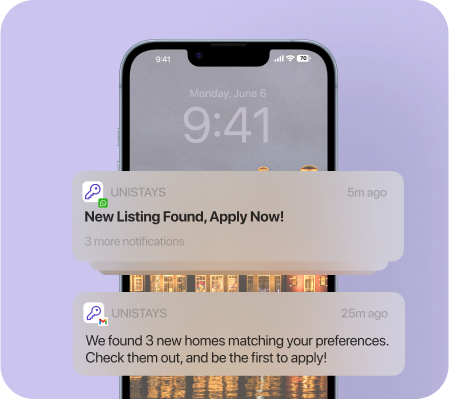 9:41
70
Monday, June 6
9:41
UNISTAYS
5m ago
New Listing Found, Apply Now!
3 more notifications
UNISTAYS
25m ago
We found 3 new homes matching your preferences.
Check them out, and be the first to apply!